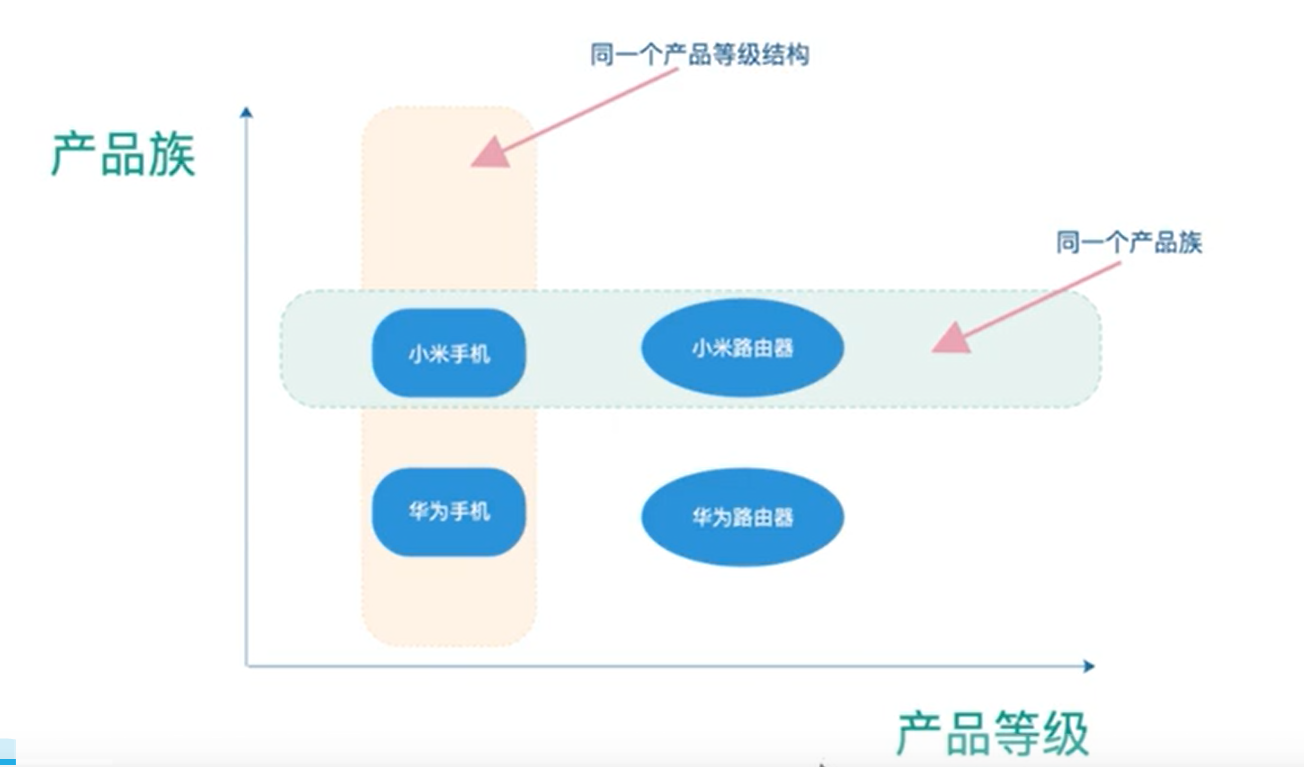 同一个产品等级结构
产品族
同一个产品族
小米手机
小米路由器
华为手机
华为路由器
产品等级